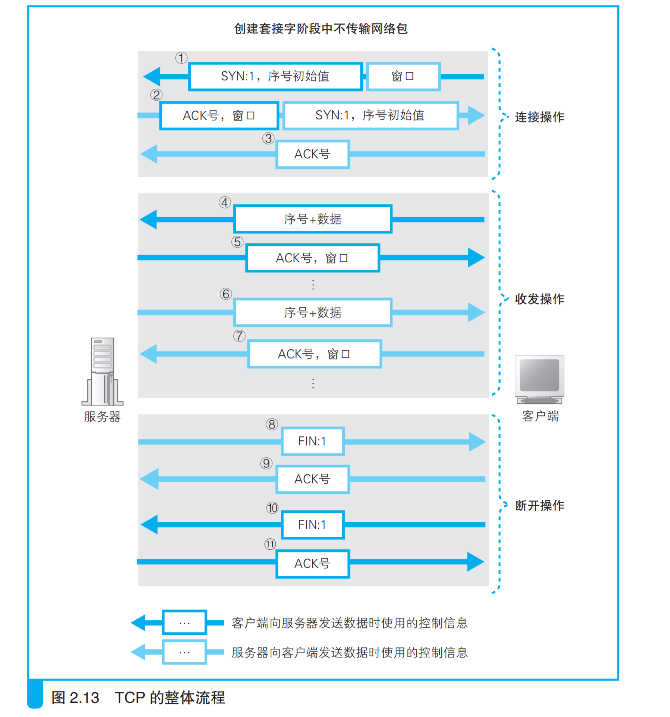 创建套接字阶段中不传输网络包
① SYN:1，序号初始值 窗口
② ACK号，窗口 SYN:1，序号初始值
③ ACK号
连接操作
④ 序号+数据
⑤ ACK号，窗口
⋮
⑥ 序号+数据
⑦ ACK号，窗口
⋮
收发操作
服务器
客户端
⑧ FIN:1
⑨ ACK号
⑩ FIN:1
⑪ ACK号
断开操作
… 客户端向服务器发送数据时使用的控制信息
… 服务器向客户端发送数据时使用的控制信息
图 2.13 TCP 的整体流程